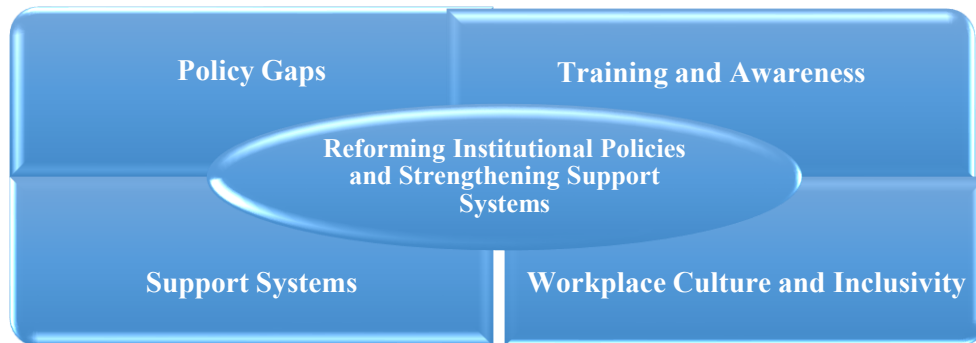 Policy Gaps
Training and Awareness
Reforming Institutional Policies
and Strengthening Support
Systems
Support Systems
Workplace Culture and Inclusivity